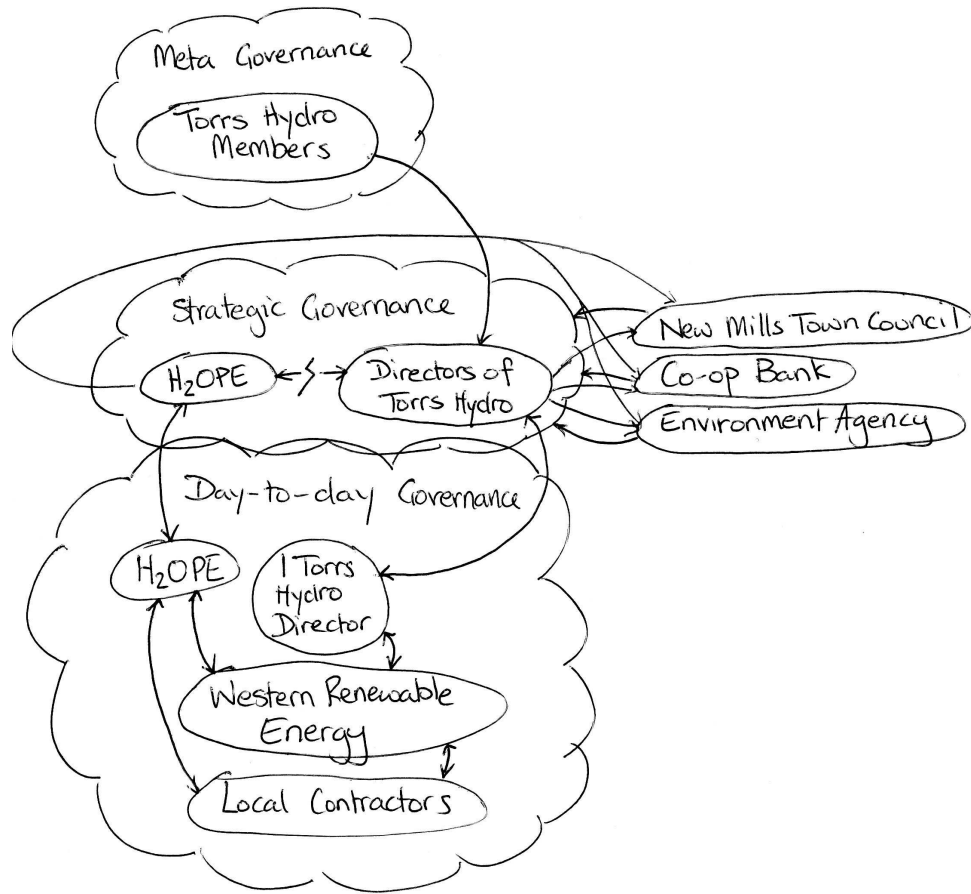 Meta Governance
Torrs Hydro
Members
Strategic Governance
H₂OPE
Directors of
Torrs Hydro
New Mills Town Council
Co-op Bank
Environment Agency
Day-to-day Governance
H₂OPE
1 Torrs
Hydro
Director
Western Renewable
Energy
Local Contractors